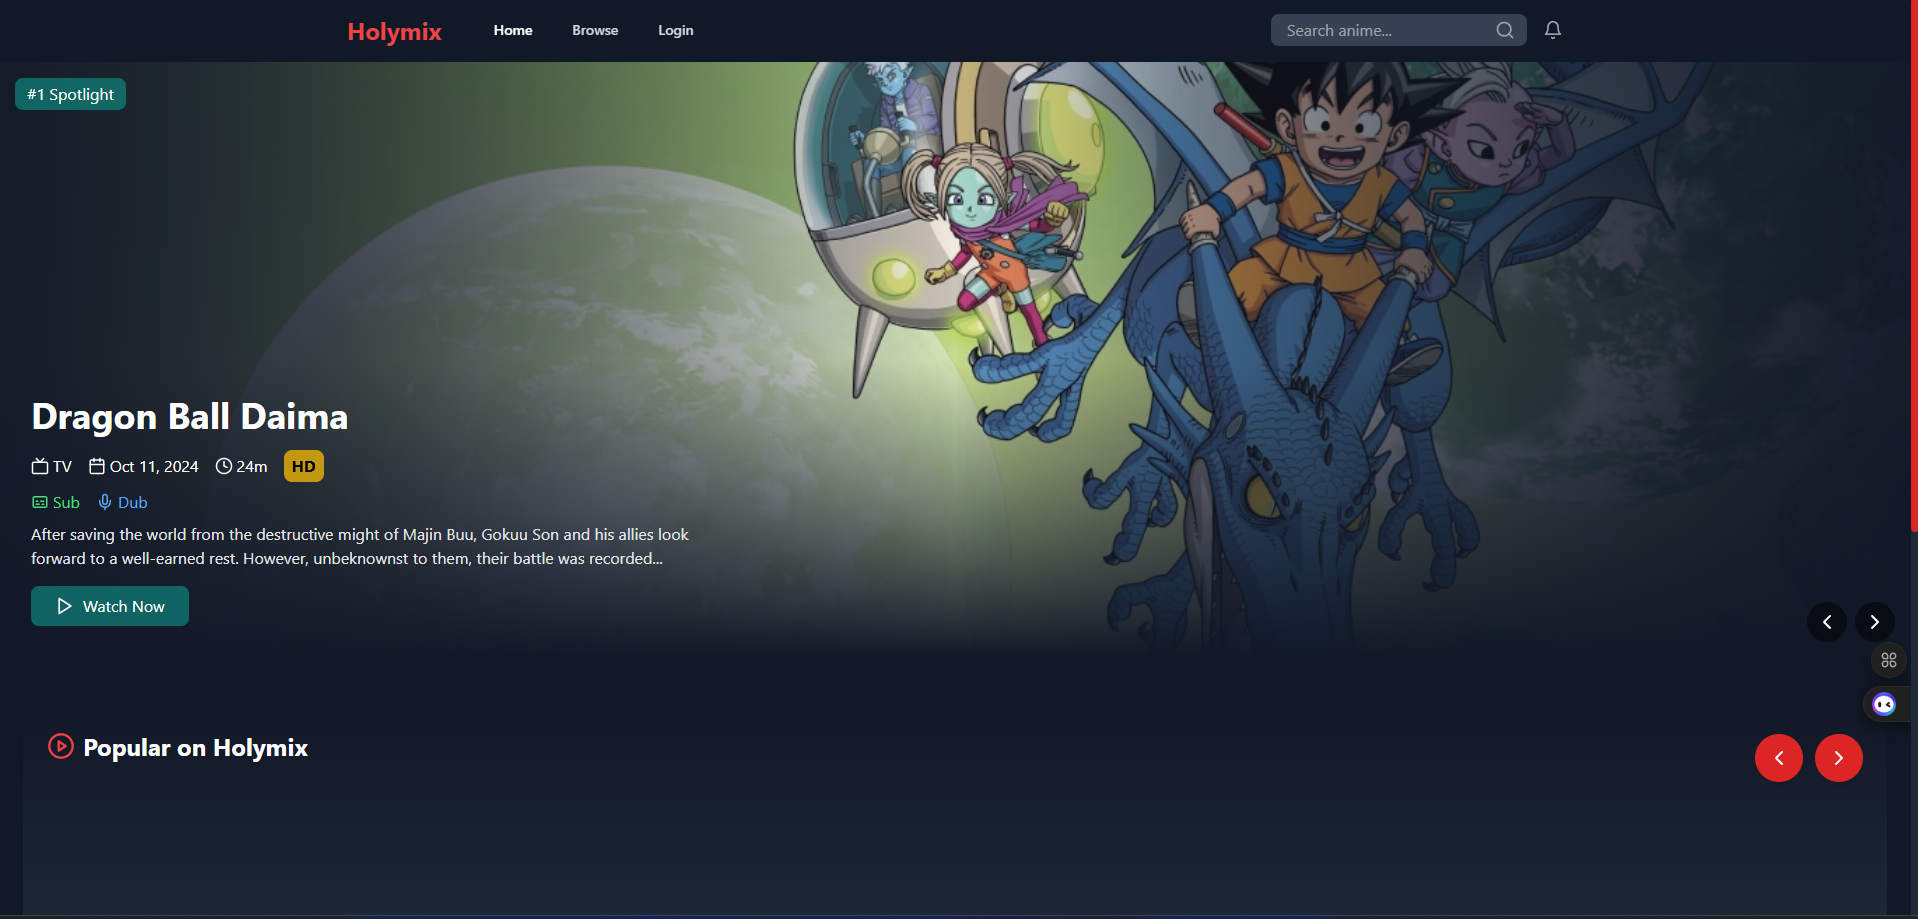 Holymix
Home
Browse
Login
Search anime...
#1 Spotlight
Dragon Ball Daima
TV
Oct 11, 2024
24m
HD
Sub
Dub
After saving the world from the destructive might of Majin Buu, Gokuu Son and his allies look
forward to a well-earned rest. However, unbeknownst to them, their battle was recorded...
Watch Now
Popular on Holymix